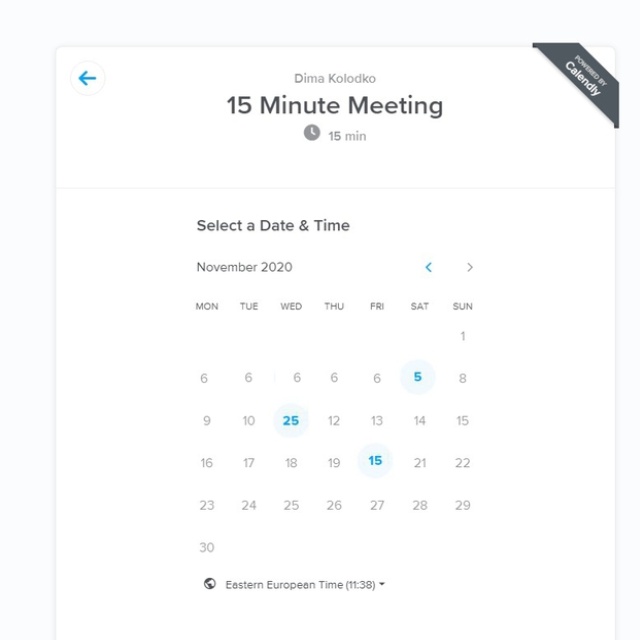 Dima Kolodko
15 Minute Meeting
15 min
POWERED BY
Calendly
Select a Date & Time
November 2020
MON TUE WED THU FRI SAT SUN
1
6 6 6 6 6 5 8
9 10 25 12 13 14 15
16 17 18 19 15 21 22
23 24 25 26 27 28 29
30
Eastern European Time (11:38)